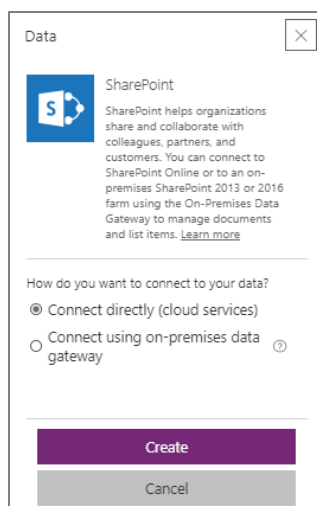 Data
SharePoint
S
SharePoint helps organizations
share and collaborate with
colleagues, partners, and
customers. You can connect to
SharePoint Online or to an on-
premises SharePoint 2013 or 2016
farm using the On-Premises Data
Gateway to manage documents
and list items. Learn more
How do you want to connect to your data?
Connect directly (cloud services)
Connect using on-premises data
gateway
?
Create
Cancel